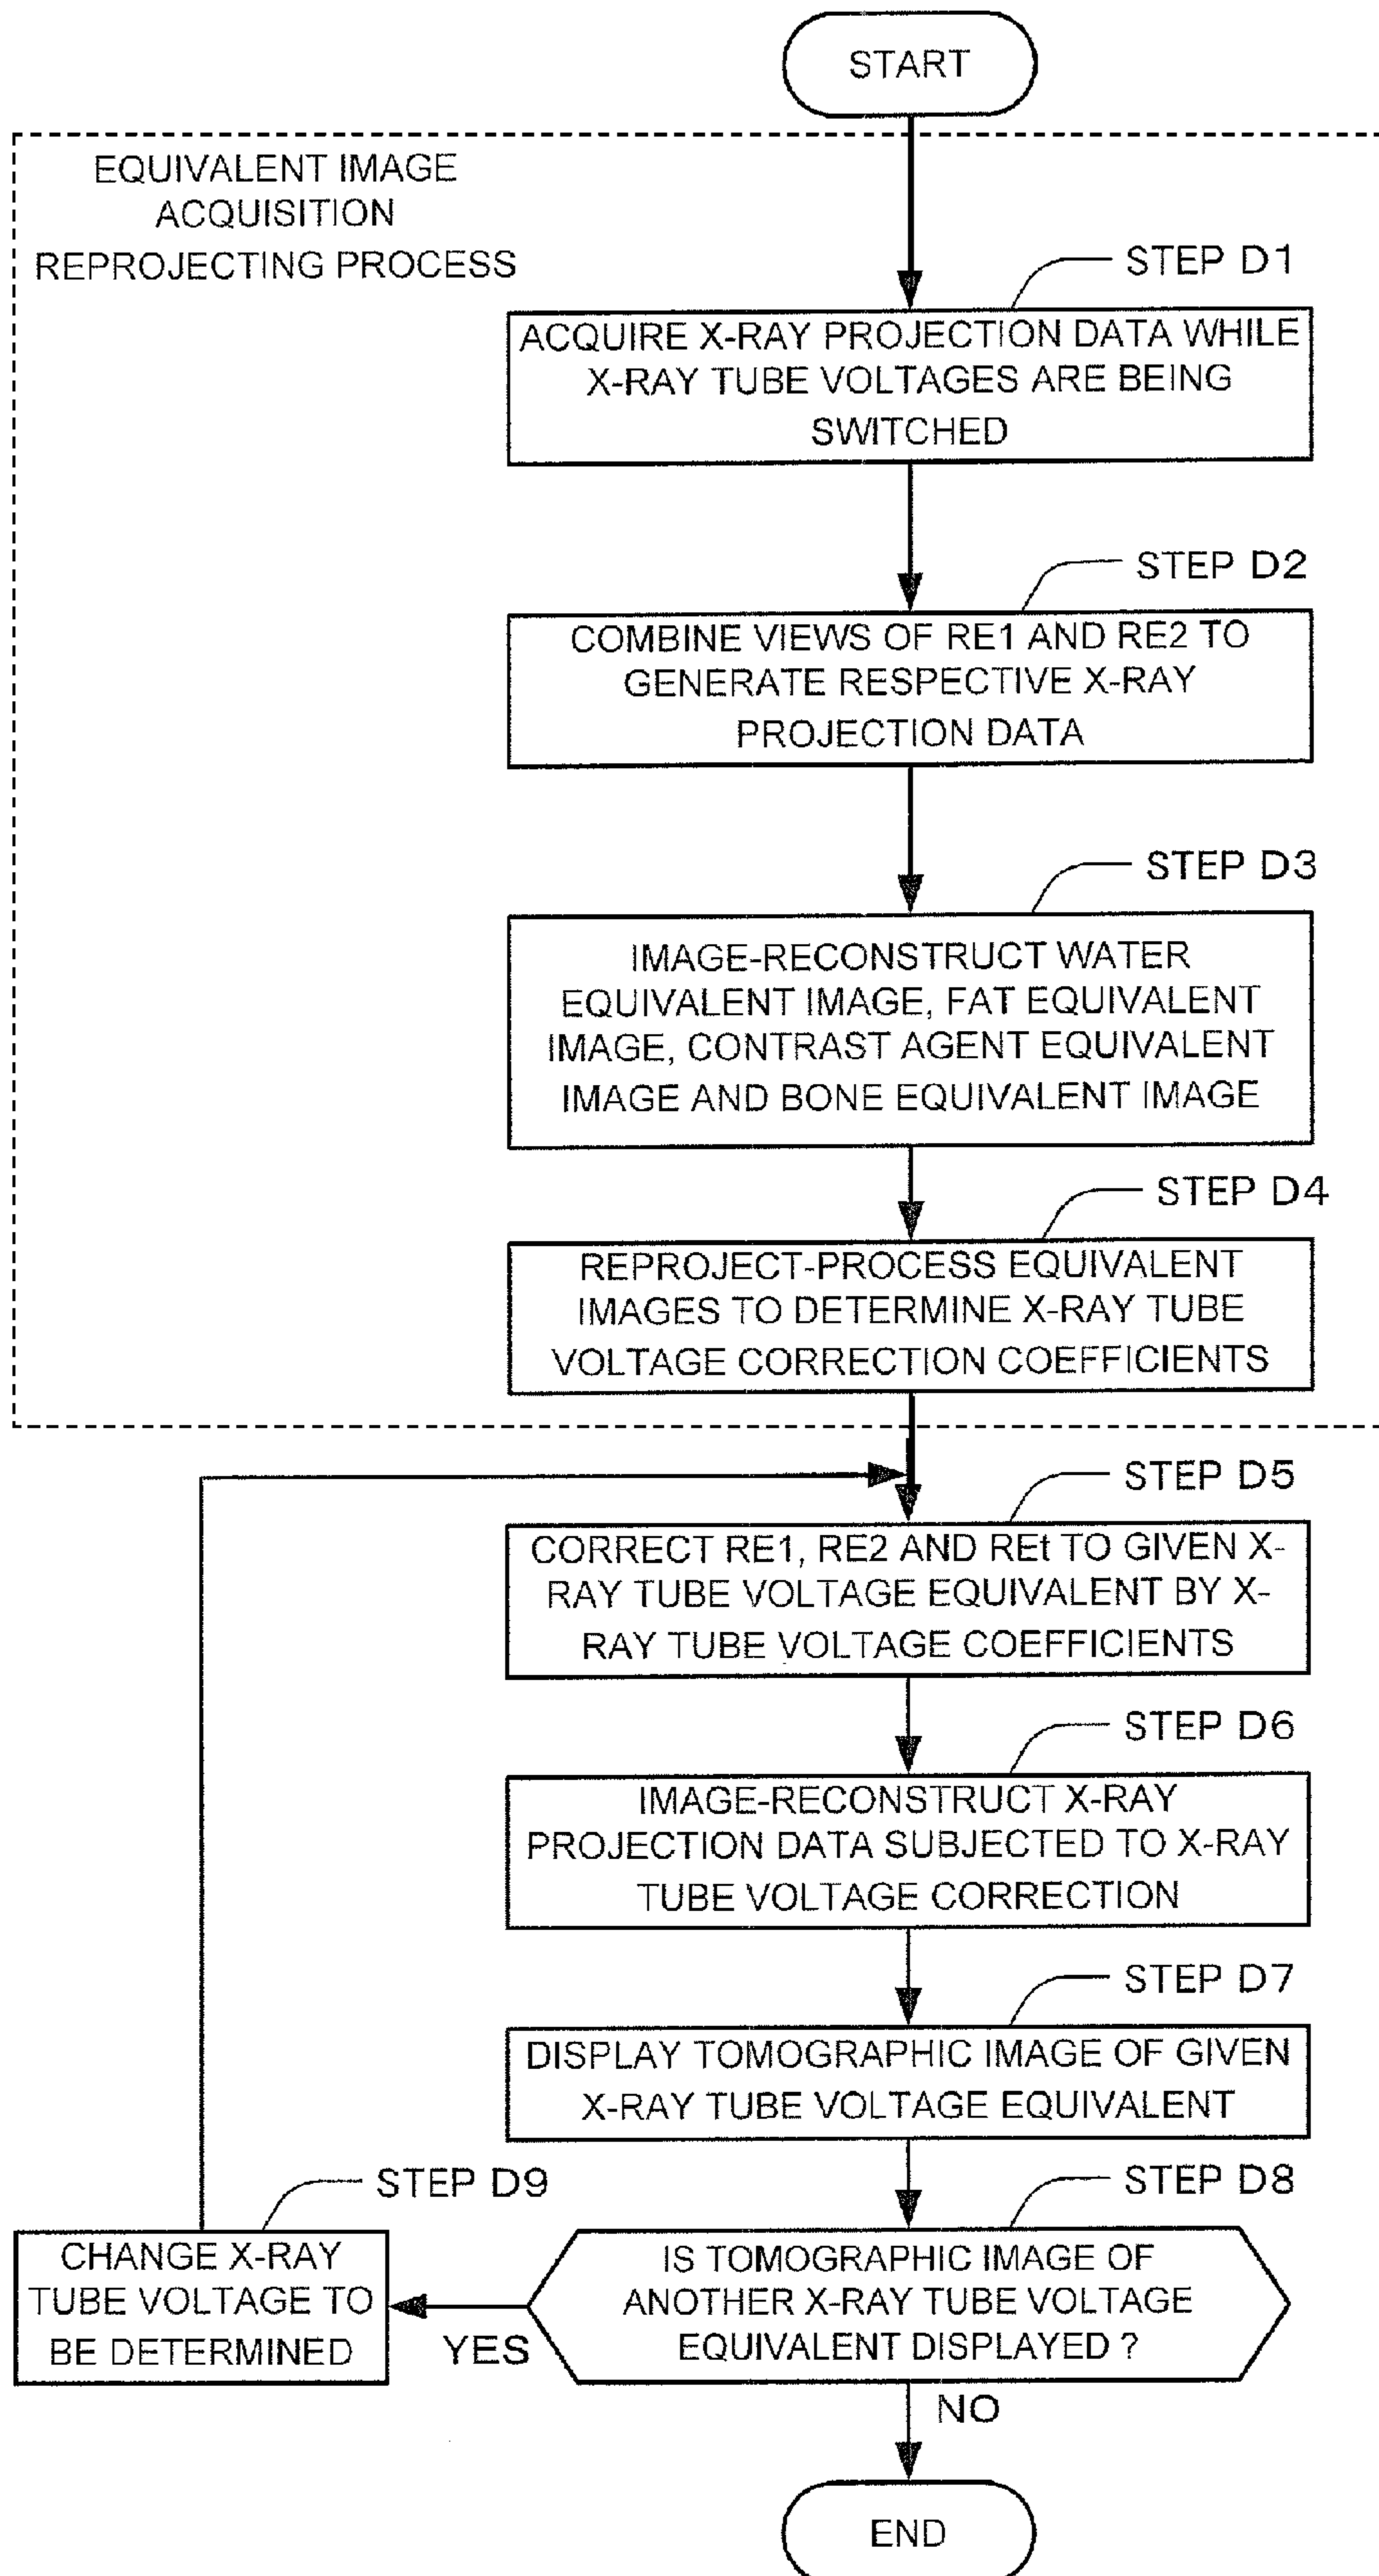 START
EQUIVALENT IMAGE
ACQUISITION
REPROJECTING PROCESS
STEP D1
ACQUIRE X-RAY PROJECTION DATA WHILE
X-RAY TUBE VOLTAGES ARE BEING
SWITCHED
STEP D2
COMBINE VIEWS OF RE1 AND RE2 TO
GENERATE RESPECTIVE X-RAY
PROJECTION DATA
STEP D3
IMAGE-RECONSTRUCT WATER
EQUIVALENT IMAGE, FAT EQUIVALENT
IMAGE, CONTRAST AGENT EQUIVALENT
IMAGE AND BONE EQUIVALENT IMAGE
STEP D4
REPROJECT-PROCESS EQUIVALENT
IMAGES TO DETERMINE X-RAY TUBE
VOLTAGE CORRECTION COEFFICIENTS
STEP D5
CORRECT RE1, RE2 AND REt TO GIVEN X-
RAY TUBE VOLTAGE EQUIVALENT BY X-
RAY TUBE VOLTAGE COEFFICIENTS
STEP D6
IMAGE-RECONSTRUCT X-RAY
PROJECTION DATA SUBJECTED TO X-RAY
TUBE VOLTAGE CORRECTION
STEP D7
DISPLAY TOMOGRAPHIC IMAGE OF GIVEN
X-RAY TUBE VOLTAGE EQUIVALENT
STEP D8
IS TOMOGRAPHIC IMAGE OF
ANOTHER X-RAY TUBE VOLTAGE
EQUIVALENT DISPLAYED ?
YES
STEP D9
CHANGE X-RAY
TUBE VOLTAGE TO
BE DETERMINED
NO
END